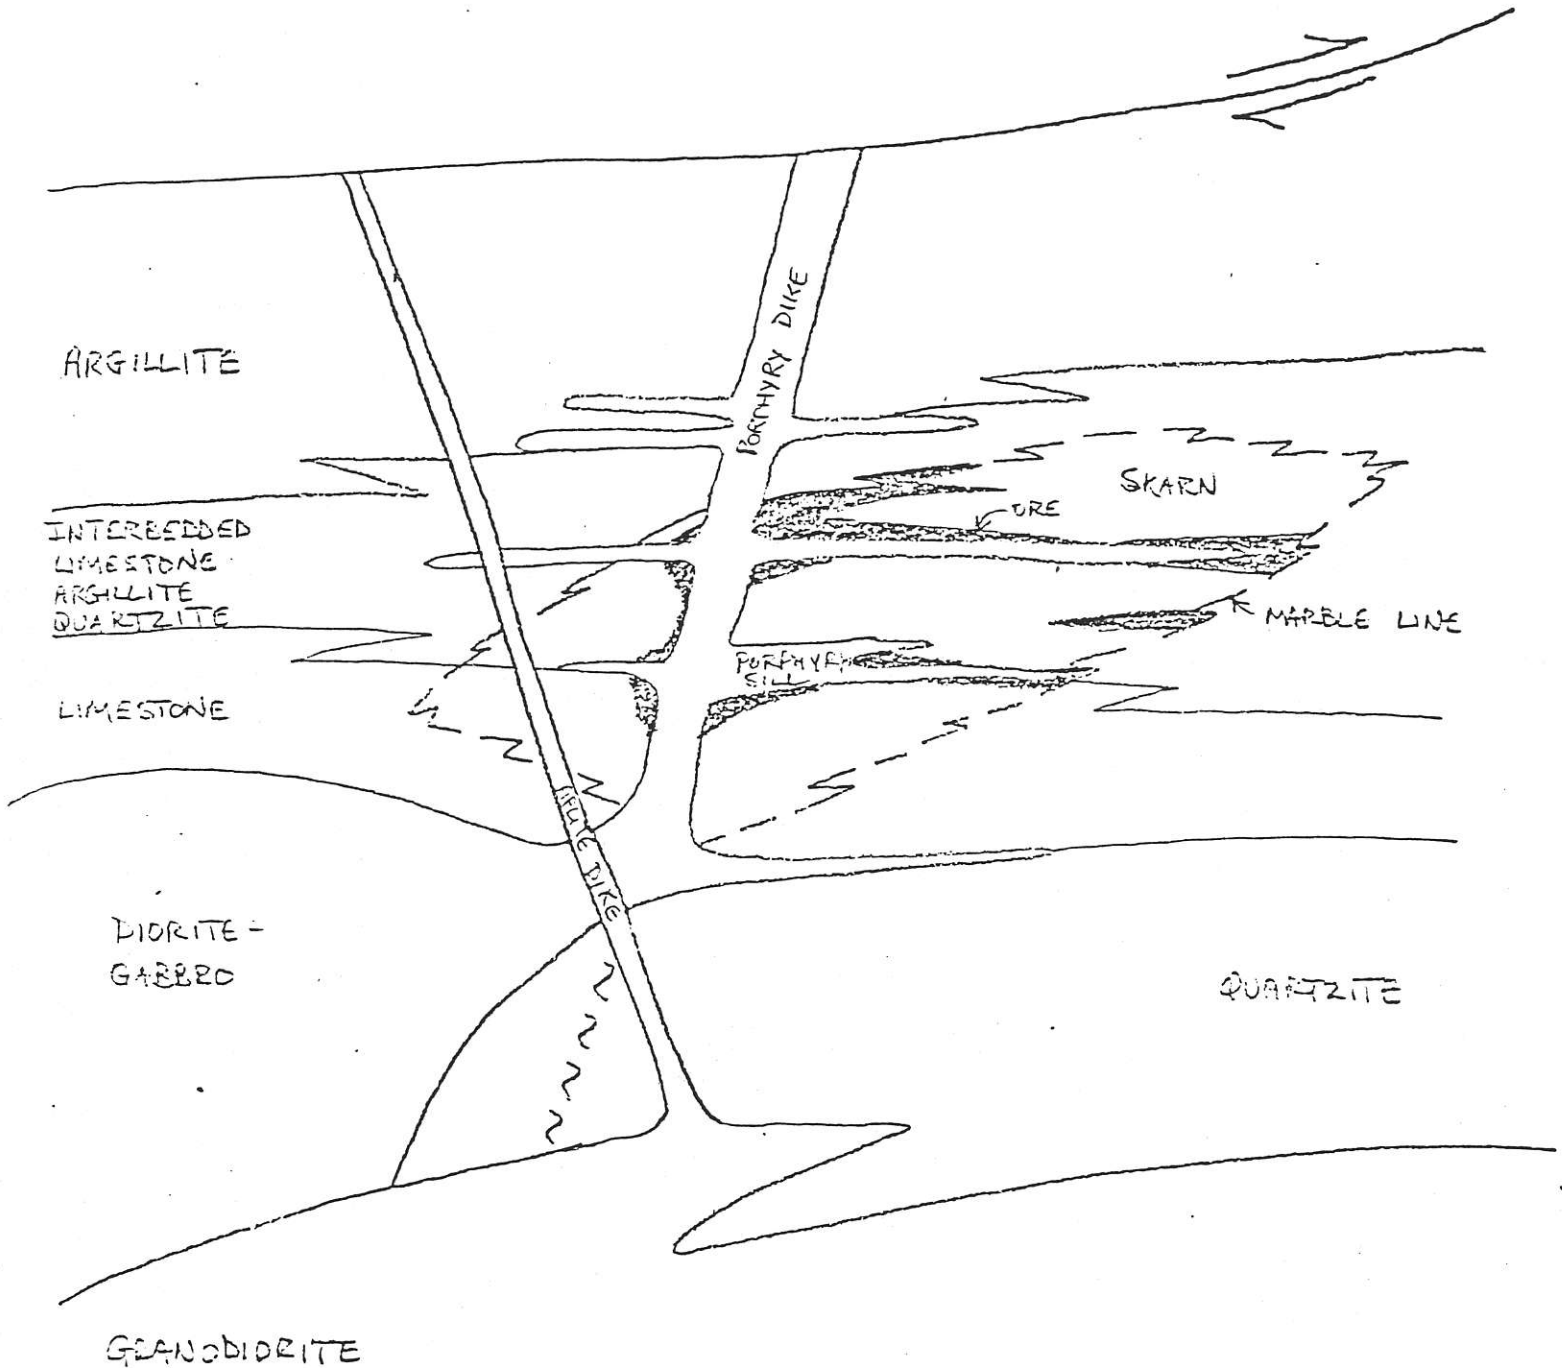 PORPHYRY DIKE
ARGILLITE
SKARN
ORE
INTERBEDDED
LIMESTONE
ARGILLITE
QUARTZITE
MARBLE LINE
PORPHYRY
SILL
LIMESTONE
DIKE
DIORITE -
GABBRO
QUARTZITE
GRANODIORITE